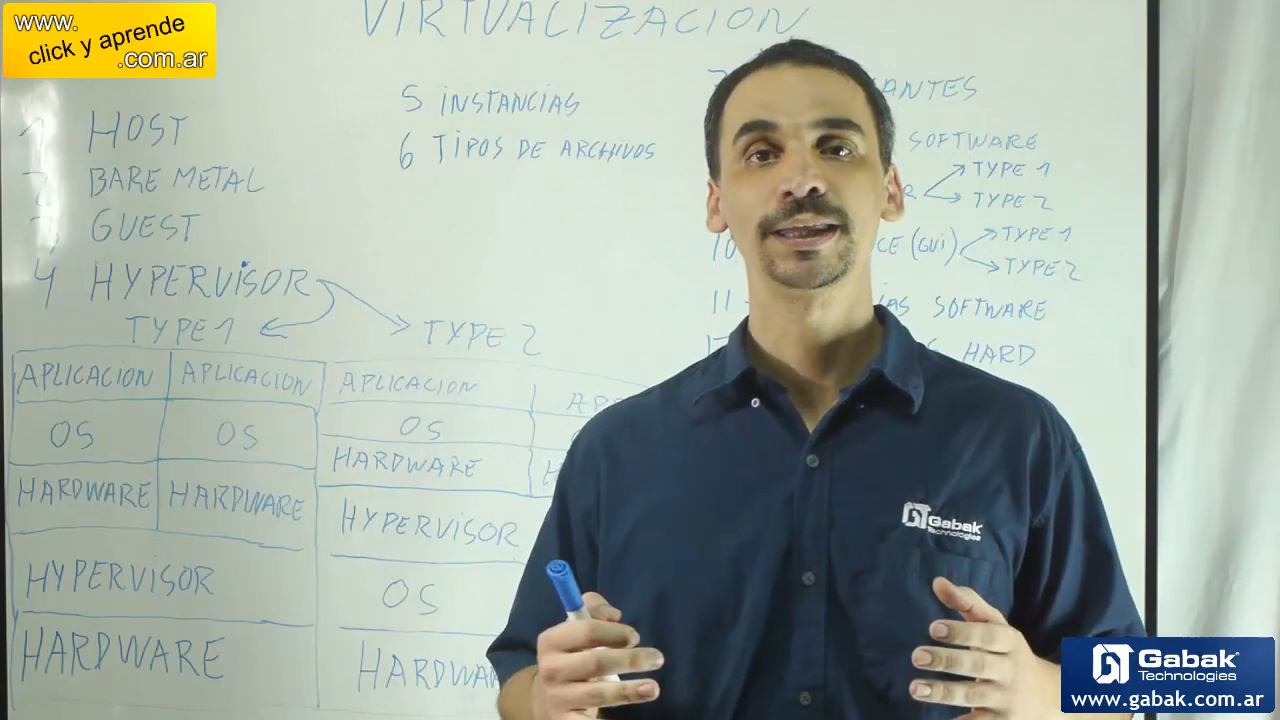 www.
click y aprende
.com.ar
VIRTUALIZACION
1 HOST
2 BARE METAL
3 GUEST
4 HYPERVISOR
TYPE 1
TYPE 2
5 INSTANCIAS
6 TIPOS DE ARCHIVOS
SOFTWARE
TYPE 1
TYPE 2
10
(GUI)
TYPE 1
TYPE 2
11
SOFTWARE
HARD
APLICACION APLICACION
OS OS
HARDWARE HARDWARE
HYPERVISOR
HARDWARE
APLICACION
OS
HARDWARE
HYPERVISOR
OS
Gabak
Technologies
Gabak
Technologies
www.gabak.com.ar